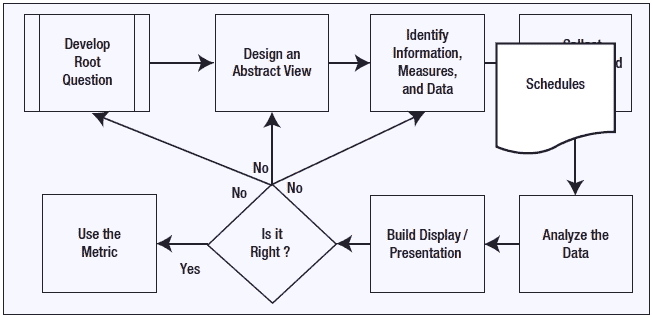 Develop
Root
Question
Design an
Abstract View
Identify
Information,
Measures,
and Data
Schedules
No
No
No
Use the
Metric
Is it
Right ?
Build Display /
Presentation
Analyze the
Data
Yes